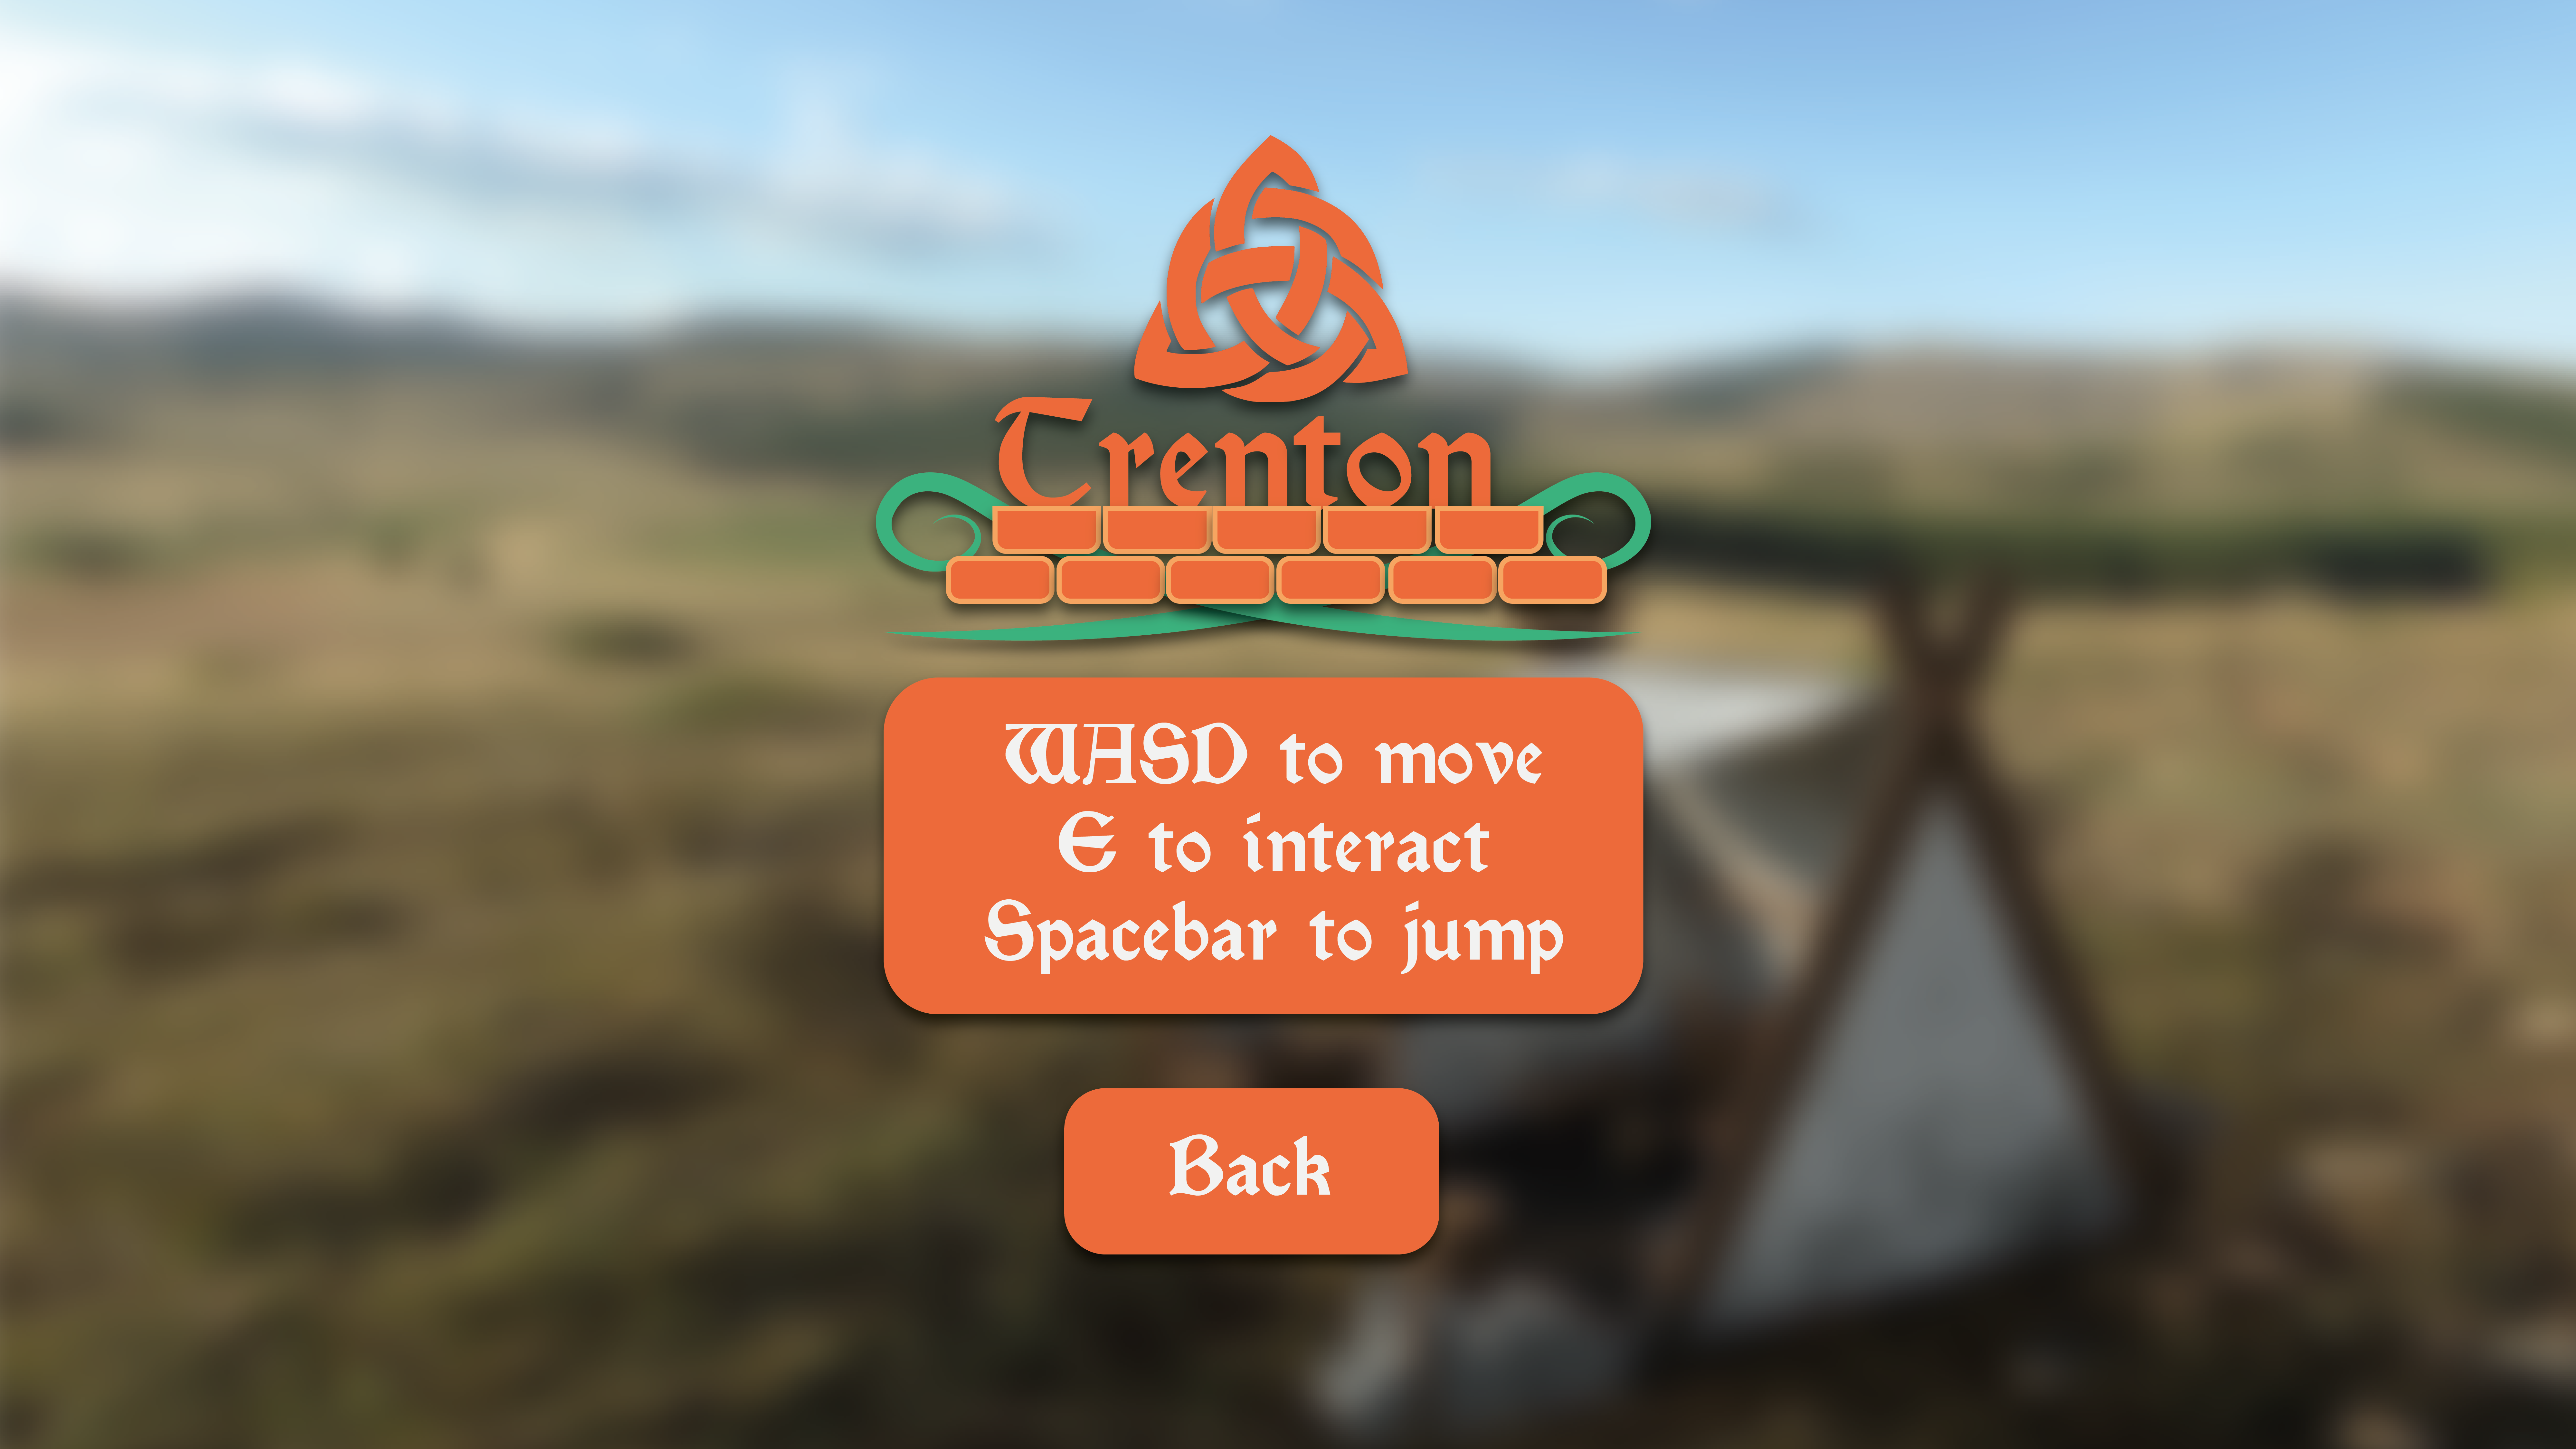 Trenton
WASD to move
E to interact
Spacebar to jump
Back